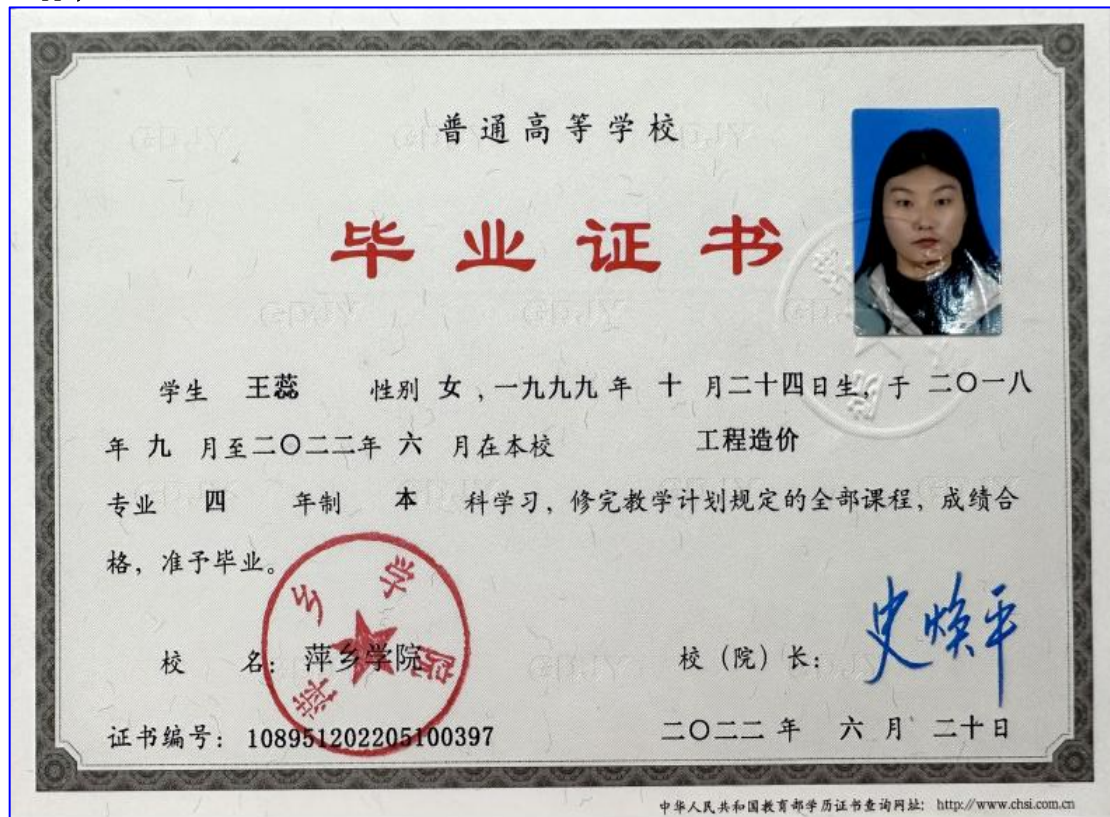 普通高等学校
毕业证书
学生 王蕊 性别 女，一九九九年 十 月二十四日生，于 二〇一八
年 九 月至二〇二二年 六 月在本校 工程造价
专业 四 年制 本 科学习，修完教学计划规定的全部课程，成绩合
格，准予毕业。
萍乡学院
校 名：萍乡学院 校（院）长：史焕平
证书编号：108951202205100397 二〇二二年 六 月 二十日
中华人民共和国教育部学历证书查询网址：http://www.chsi.com.cn